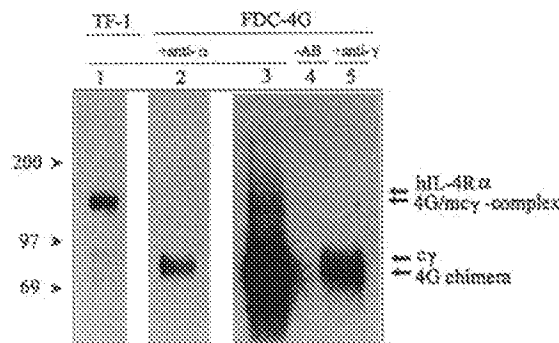 TF-1 FDC-4G
+anti-α -AB +anti-γ
1 2 3 4 5
200
hIL-4Rα
4G/mcγ-complex
97
cγ
4G chimera
69